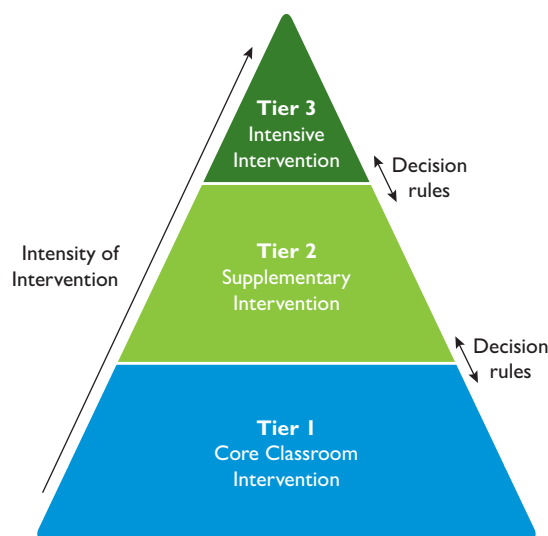 Tier 3
Intensive
Intervention
Decision
rules
Tier 2
Supplementary
Intervention
Intensity of
Intervention
Decision
rules
Tier 1
Core Classroom
Intervention